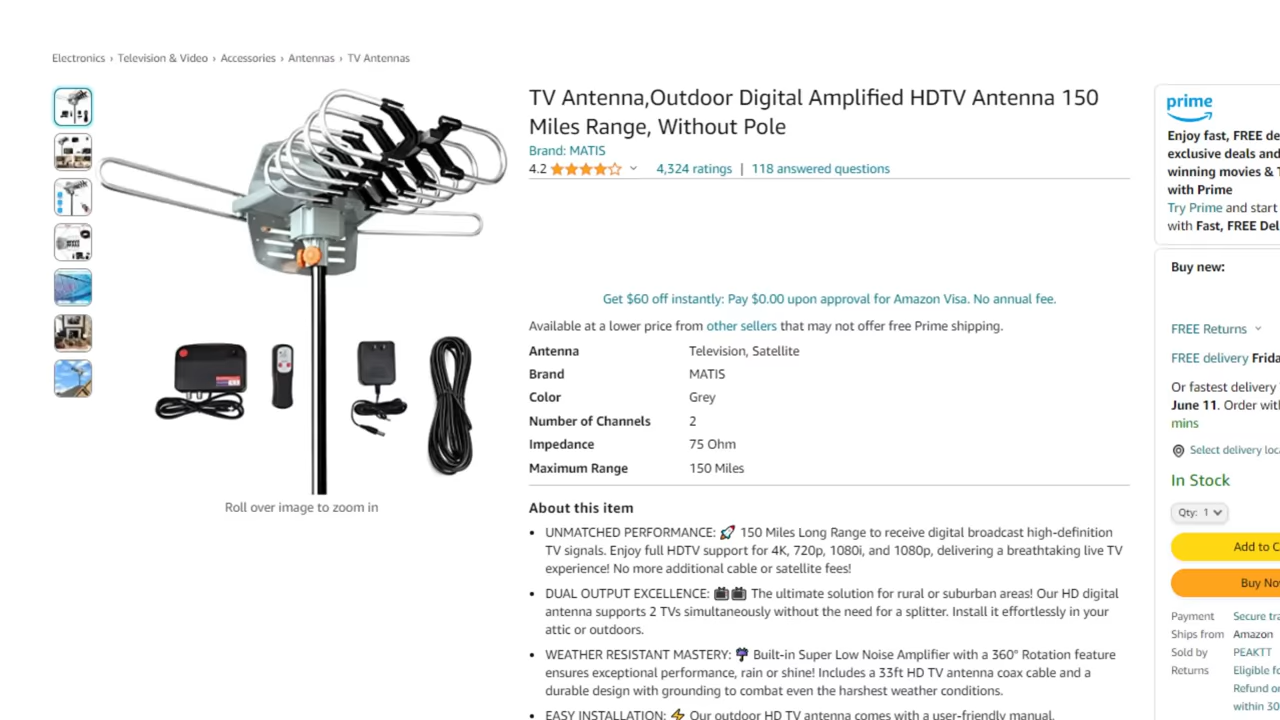 Electronics › Television & Video › Accessories › Antennas › TV Antennas
TV Antenna,Outdoor Digital Amplified HDTV Antenna 150
Miles Range, Without Pole
Brand: MATIS
4.2 4,324 ratings | 118 answered questions
Get $60 off instantly: Pay $0.00 upon approval for Amazon Visa. No annual fee.
Available at a lower price from other sellers that may not offer free Prime shipping.
Antenna Television, Satellite
Brand MATIS
Color Grey
Number of Channels 2
Impedance 75 Ohm
Maximum Range 150 Miles
Roll over image to zoom in
About this item
• UNMATCHED PERFORMANCE: 🚀 150 Miles Long Range to receive digital broadcast high-definition
TV signals. Enjoy full HDTV support for 4K, 720p, 1080i, and 1080p, delivering a breathtaking live TV
experience! No more additional cable or satellite fees!
• DUAL OUTPUT EXCELLENCE: 📺📺 The ultimate solution for rural or suburban areas! Our HD digital
antenna supports 2 TVs simultaneously without the need for a splitter. Install it effortlessly in your
attic or outdoors.
• WEATHER RESISTANT MASTERY: ☔ Built-in Super Low Noise Amplifier with a 360° Rotation feature
ensures exceptional performance, rain or shine! Includes a 33ft HD TV antenna coax cable and a
durable design with grounding to combat even the harshest weather conditions.
• EASY INSTALLATION: ⚡ Our outdoor HD TV antenna comes with a user-friendly manual,
prime
Enjoy fast, FREE de
exclusive deals and
winning movies & T
with Prime
Try Prime and start
with Fast, FREE Del
Buy new:
FREE Returns
FREE delivery Frida
Or fastest delivery
June 11. Order with
mins
Select delivery loca
In Stock
Qty: 1
Add to C
Buy No
Payment Secure tra
Ships from Amazon
Sold by PEAKTT
Returns Eligible fo
Refund or
within 30